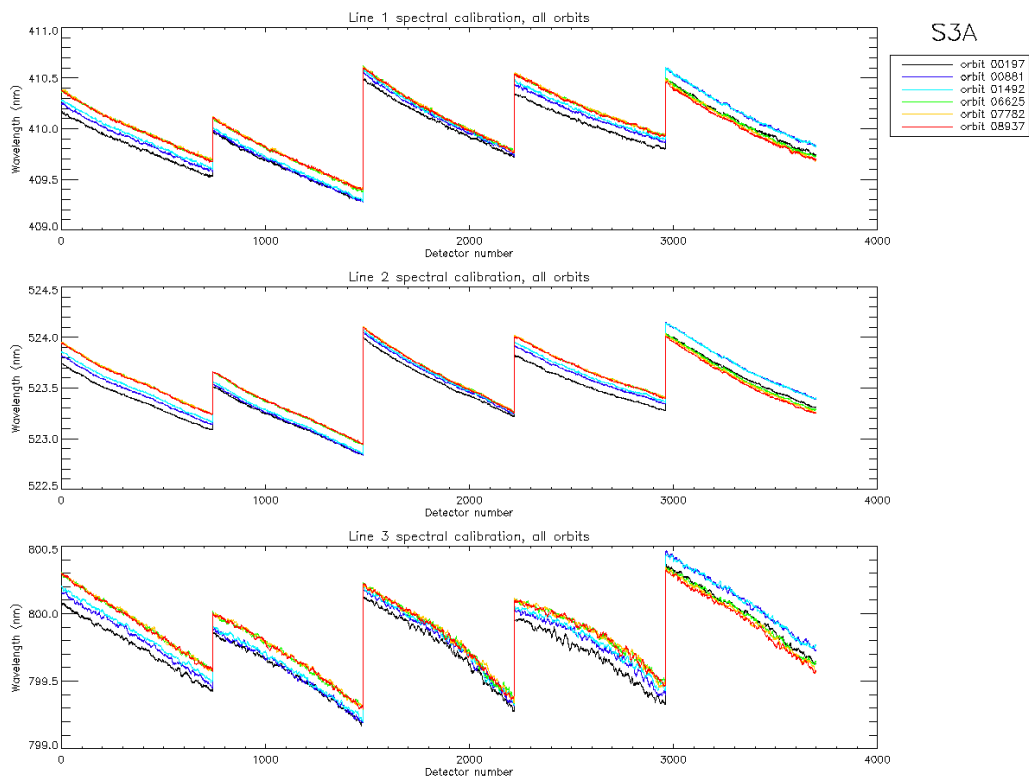 Line 1 spectral calibration, all orbits
S3A
orbit 00197
orbit 00881
orbit 01492
orbit 06625
orbit 07782
orbit 08937
Wavelength (nm)
411.0
410.5
410.0
409.5
409.0
0 1000 2000 3000 4000
Detector number
Line 2 spectral calibration, all orbits
Wavelength (nm)
524.5
524.0
523.5
523.0
522.5
0 1000 2000 3000 4000
Detector number
Line 3 spectral calibration, all orbits
Wavelength (nm)
800.5
800.0
799.5
799.0
0 1000 2000 3000 4000
Detector number